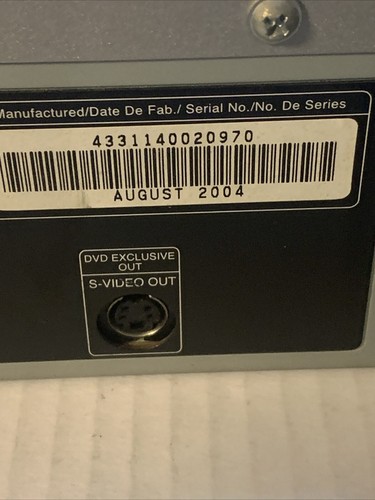 Manufactured/Date De Fab./ Serial No./No. De Series
4331140020970
AUGUST 2004
DVD EXCLUSIVE
OUT
S-VIDEO OUT